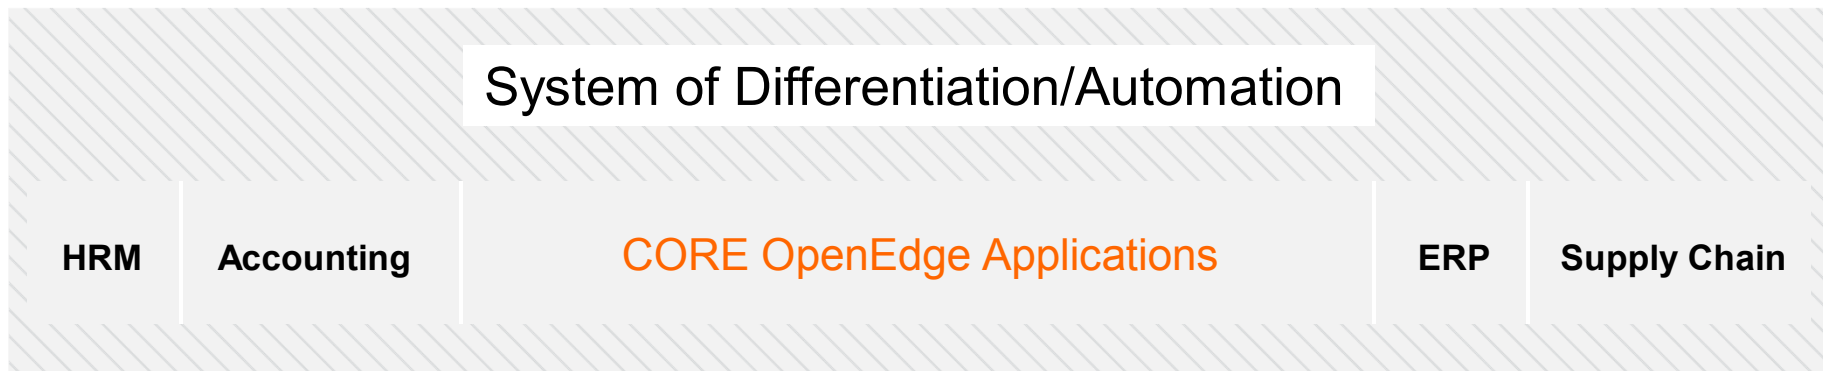 System of Differentiation/Automation
HRM
Accounting
CORE OpenEdge Applications
ERP
Supply Chain